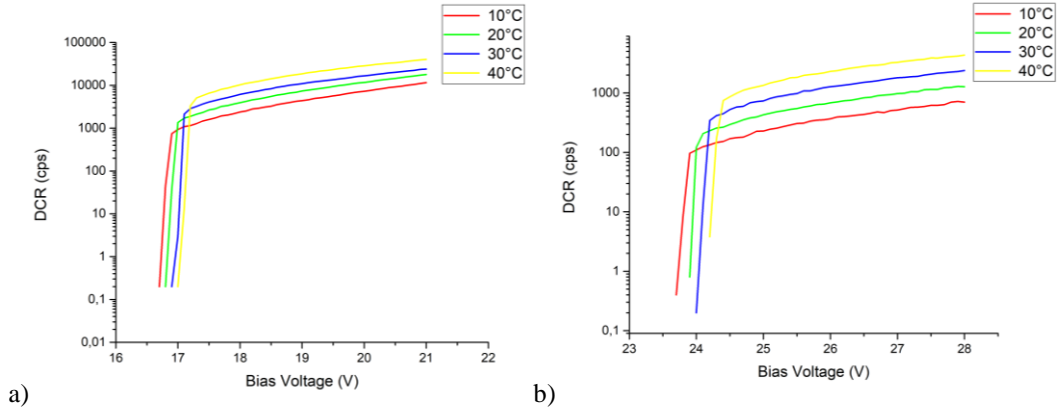 10°C
20°C
30°C
40°C
100000
10000
1000
100
10
1
0,1
0,01
DCR (cps)
16 17 18 19 20 21 22
Bias Voltage (V)
a)
10°C
20°C
30°C
40°C
1000
100
10
1
0,1
DCR (cps)
23 24 25 26 27 28
Bias Voltage (V)
b)